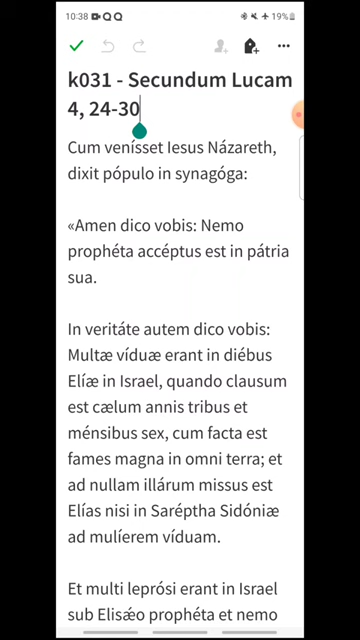 10:38
19%
k031 - Secundum Lucam
4, 24-30
Cum venísset Iesus Názareth,
dixit pópulo in synagóga:
«Amen dico vobis: Nemo
prophéta accéptus est in pátria
sua.
In veritáte autem dico vobis:
Multæ víduæ erant in diébus
Elíæ in Israel, quando clausum
est cælum annis tribus et
ménsibus sex, cum facta est
fames magna in omni terra; et
ad nullam illárum missus est
Elías nisi in Saréptha Sidóniæ
ad mulíerem víduam.
Et multi leprósi erant in Israel
sub Eliséo prophéta et nemo